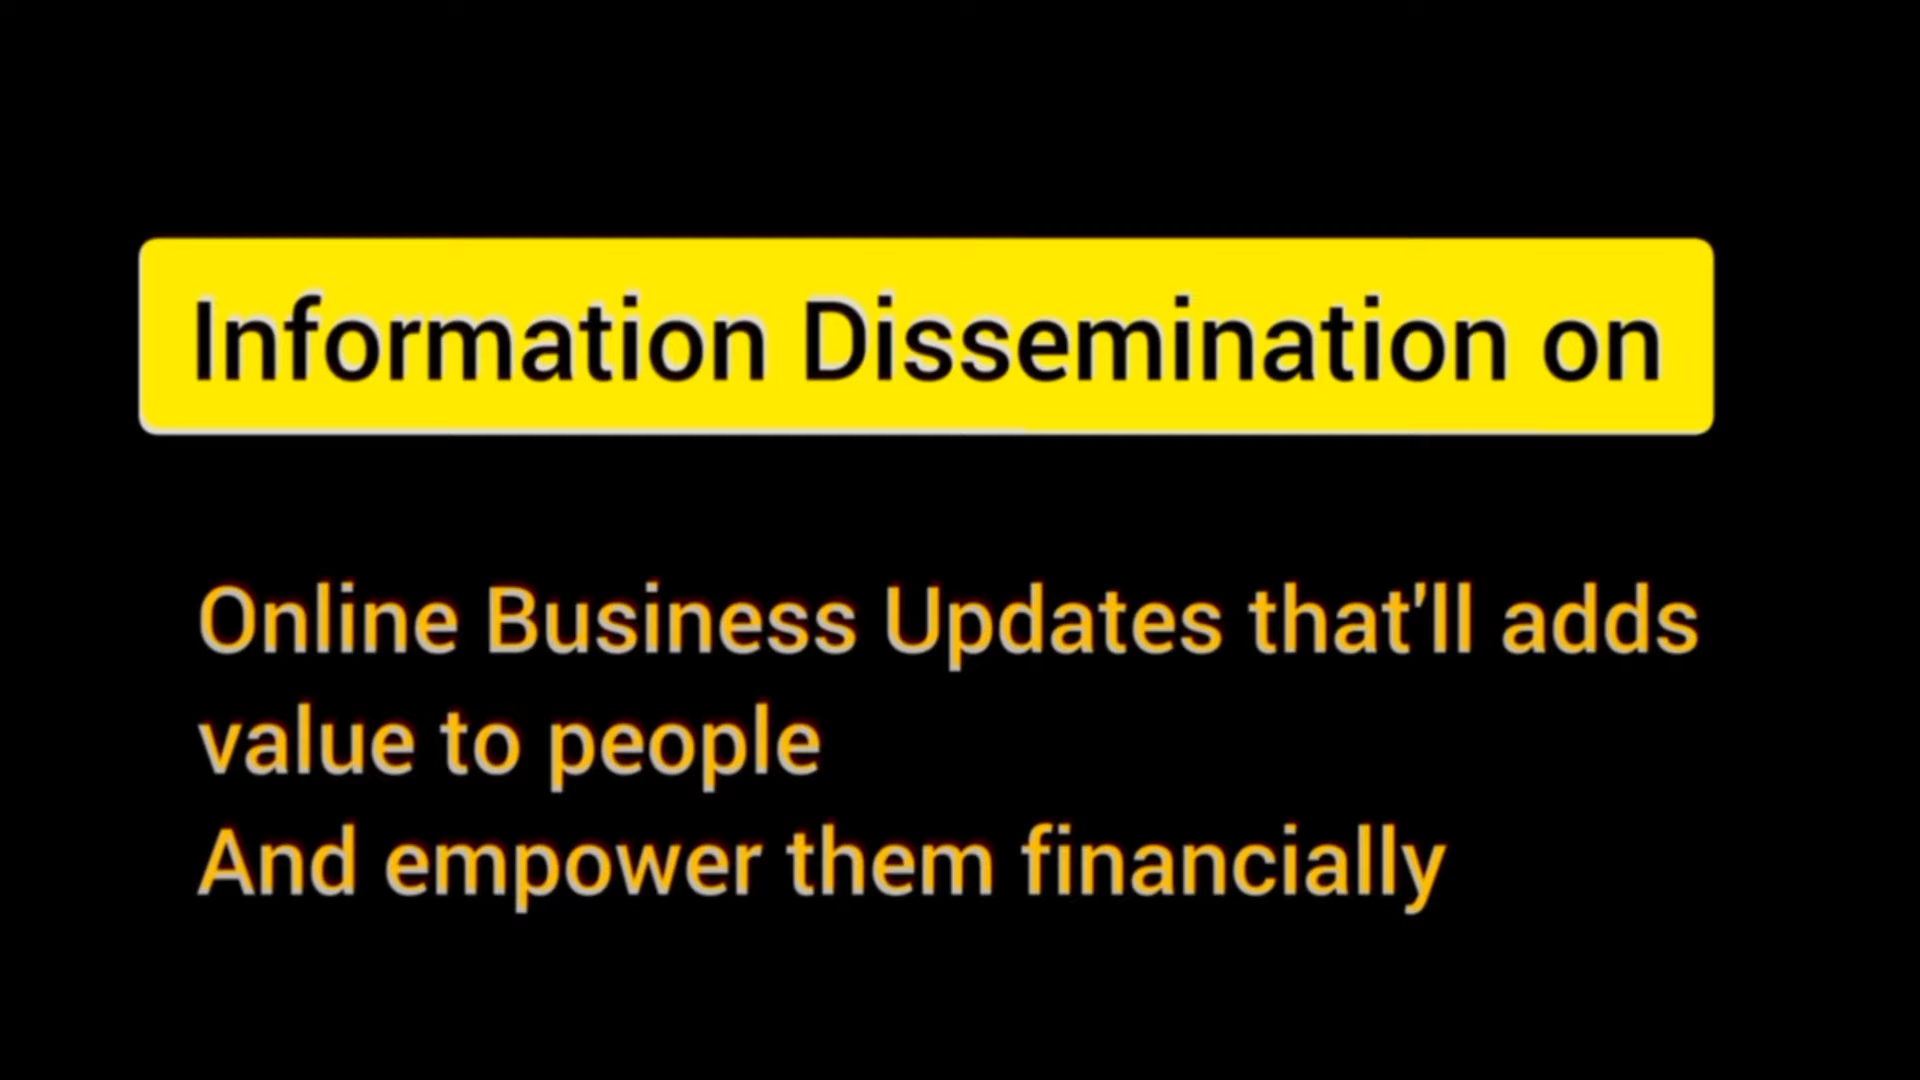 Information Dissemination on
Online Business Updates that'll adds
value to people
And empower them financially